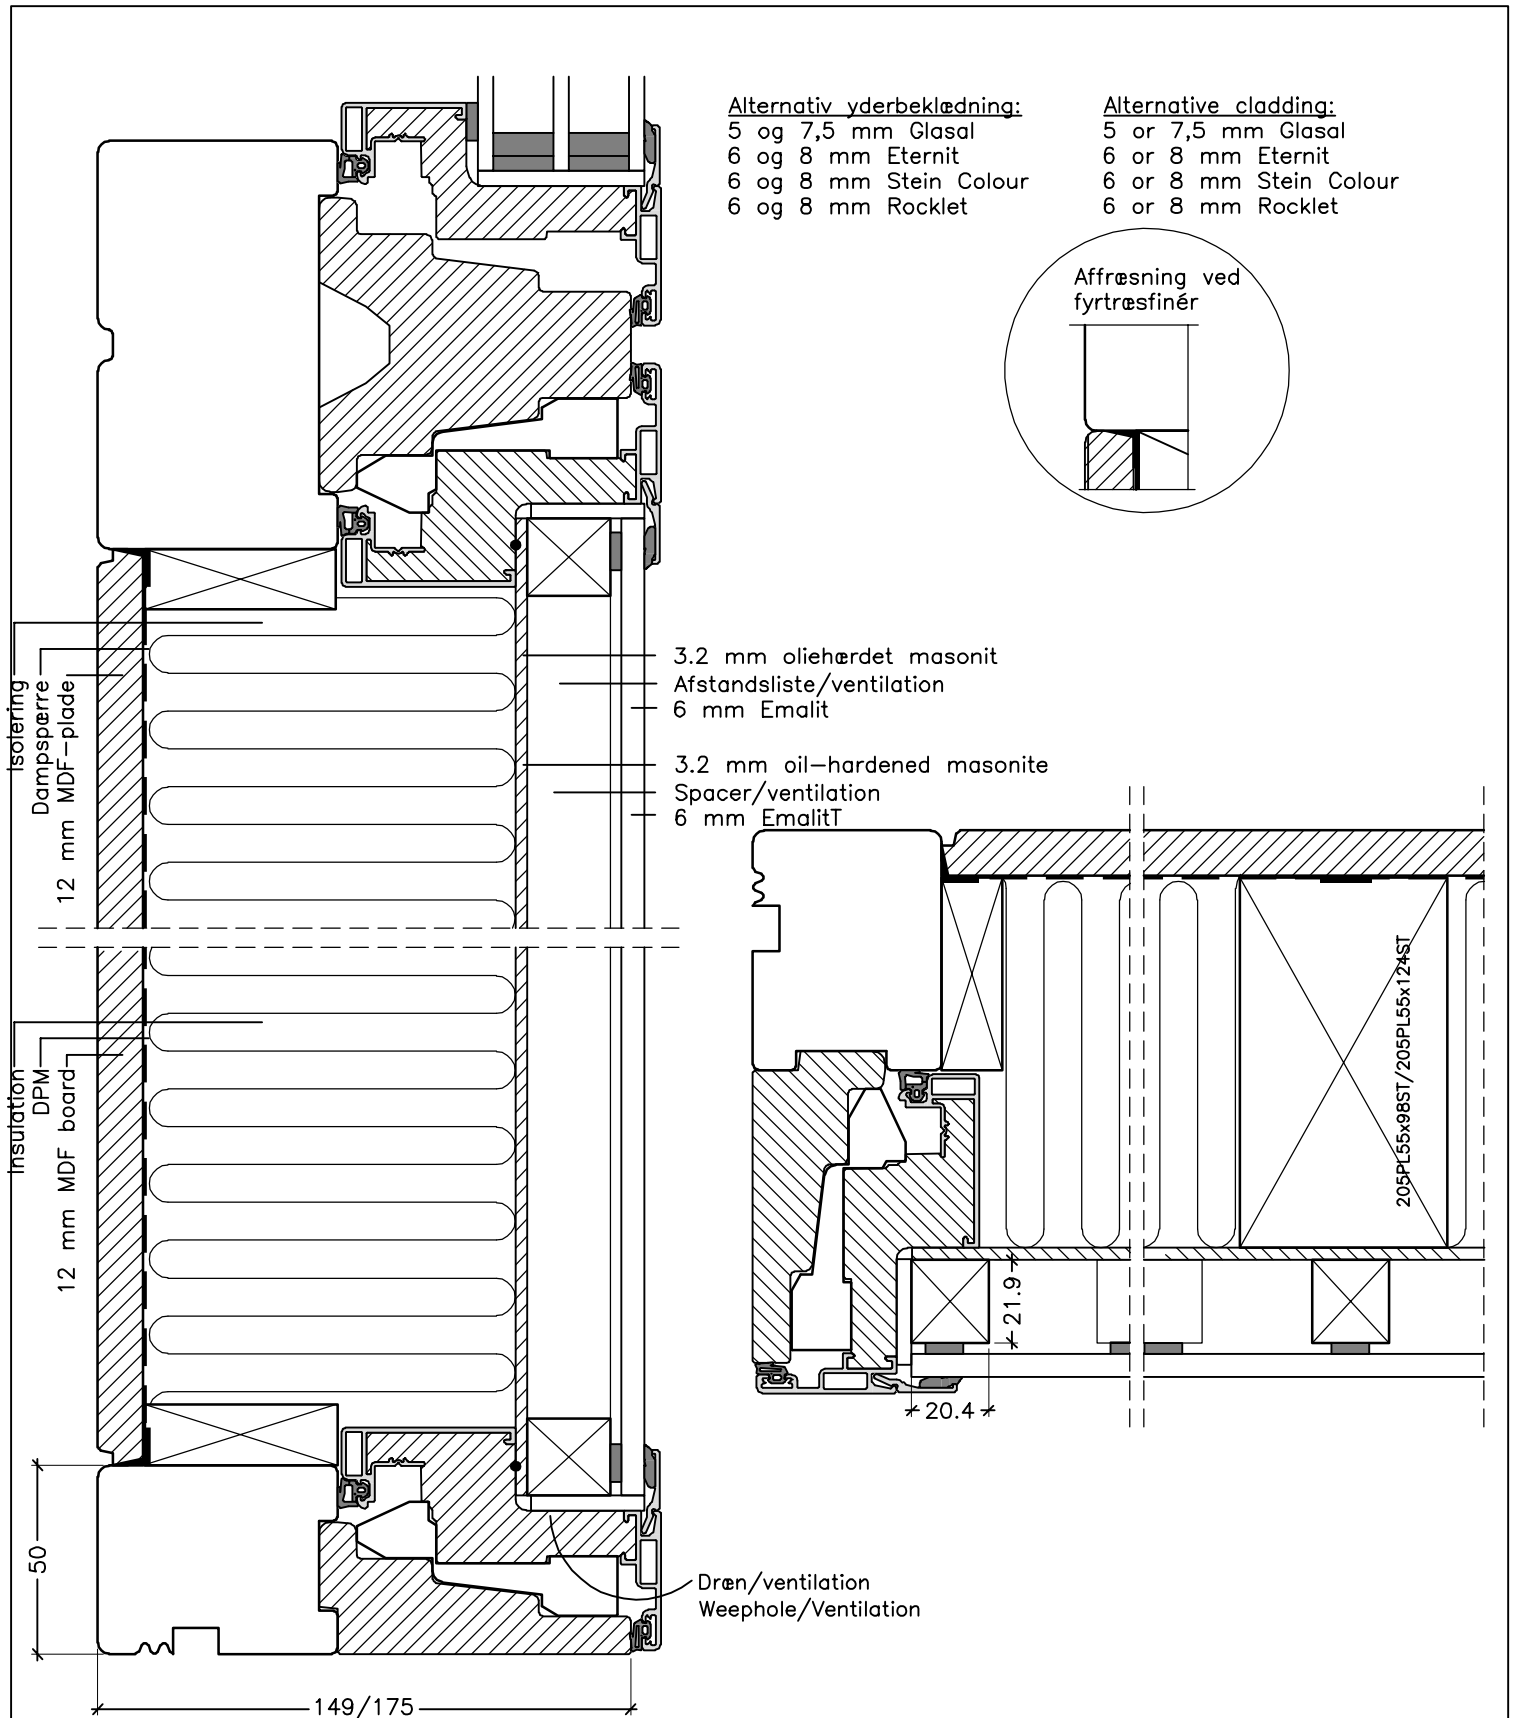 Alternativ yderbeklædning:
5 og 7,5 mm Glasal
6 og 8 mm Eternit
6 og 8 mm Stein Colour
6 og 8 mm Rocklet
Alternative cladding:
5 or 7,5 mm Glasal
6 or 8 mm Eternit
6 or 8 mm Stein Colour
6 or 8 mm Rocklet
Affræsning ved
fyrtræsfinér
Isolering
Dampspærre
12 mm MDF-plade
3.2 mm oliehærdet masonit
Afstandsliste/ventilation
6 mm Emalit
3.2 mm oil-hardened masonite
Spacer/ventilation
6 mm EmalitT
Insulation
DPM
12 mm MDF board
205PL55x98ST/205PL55x124ST
21.9
20.4
50
Dræn/ventilation
Weephole/Ventilation
149/175